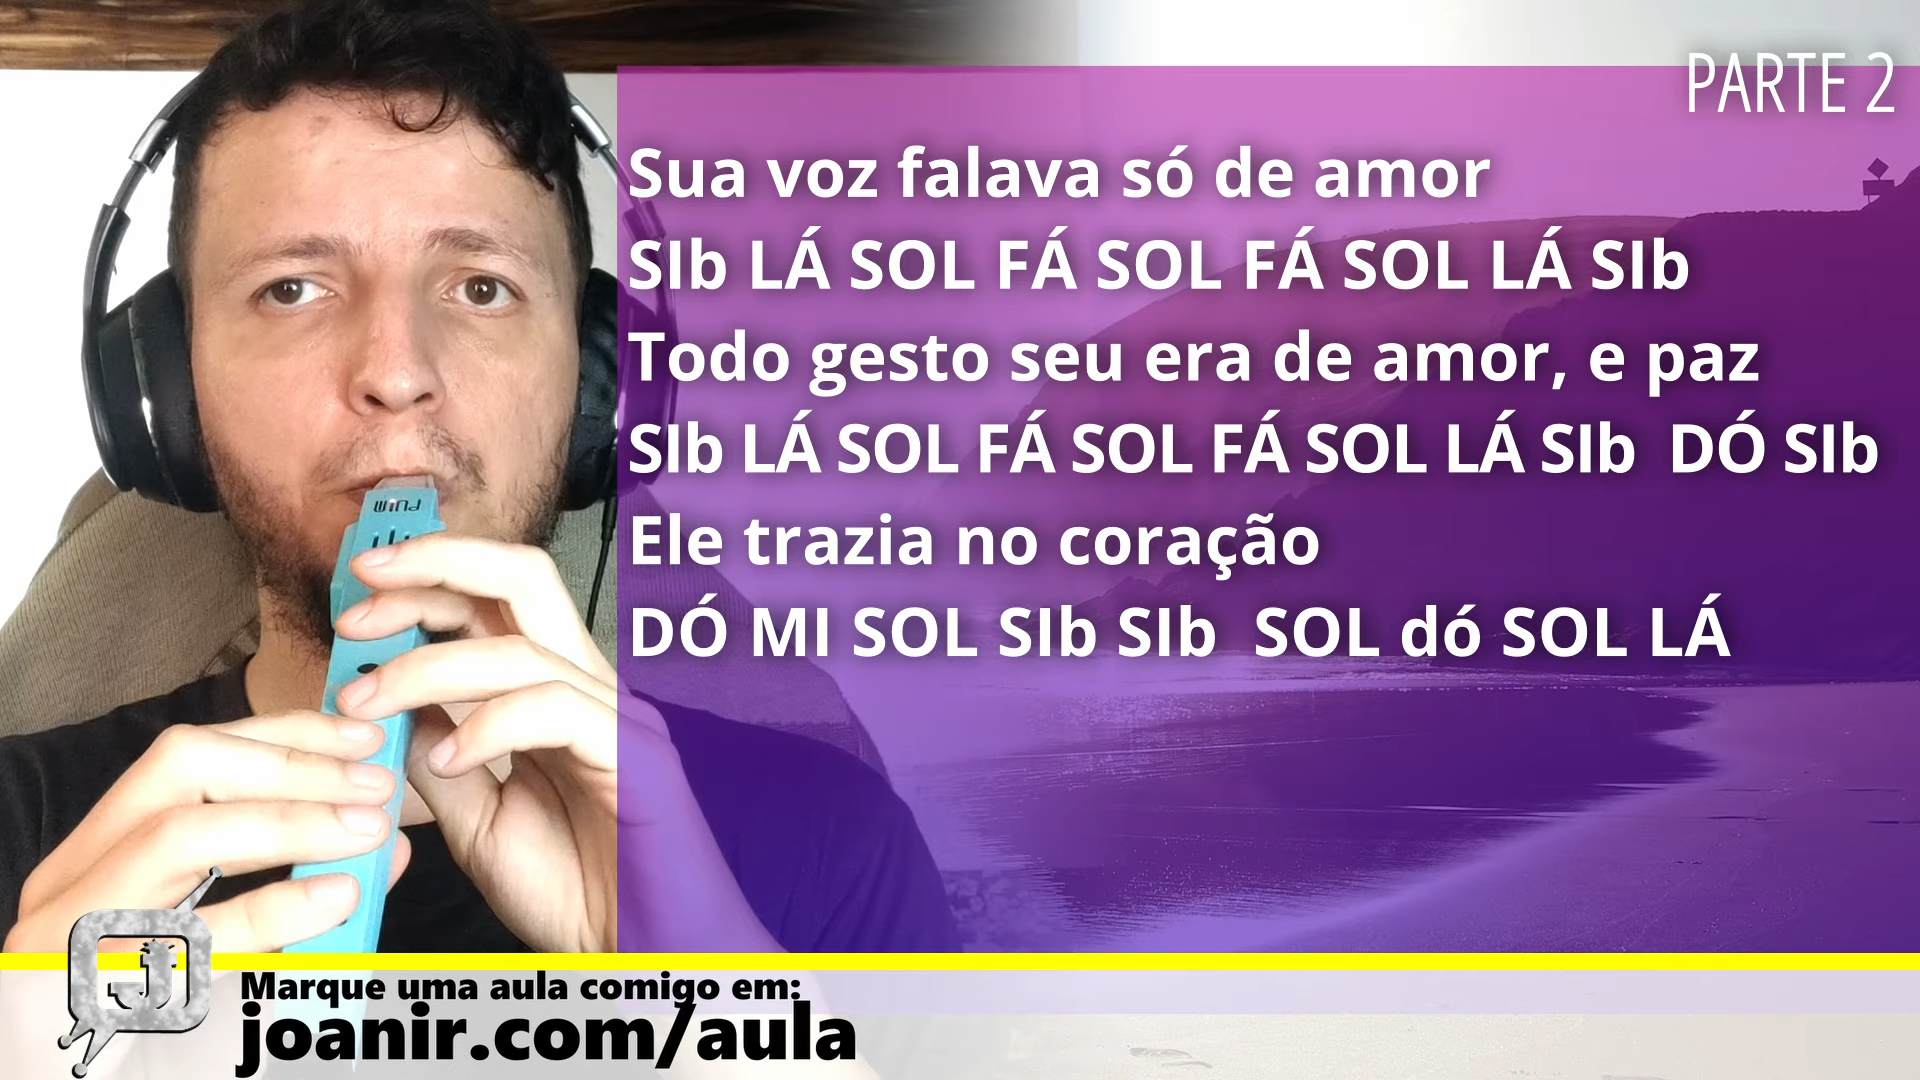 PARTE 2
Sua voz falava só de amor
SIb LÁ SOL FÁ SOL FÁ SOL LÁ SIb
Todo gesto seu era de amor, e paz
SIb LÁ SOL FÁ SOL FÁ SOL LÁ SIb DÓ SIb
Ele trazia no coração
DÓ MI SOL SIb SIb SOL dó SOL LÁ
Marque uma aula comigo em:
joanir.com/aula